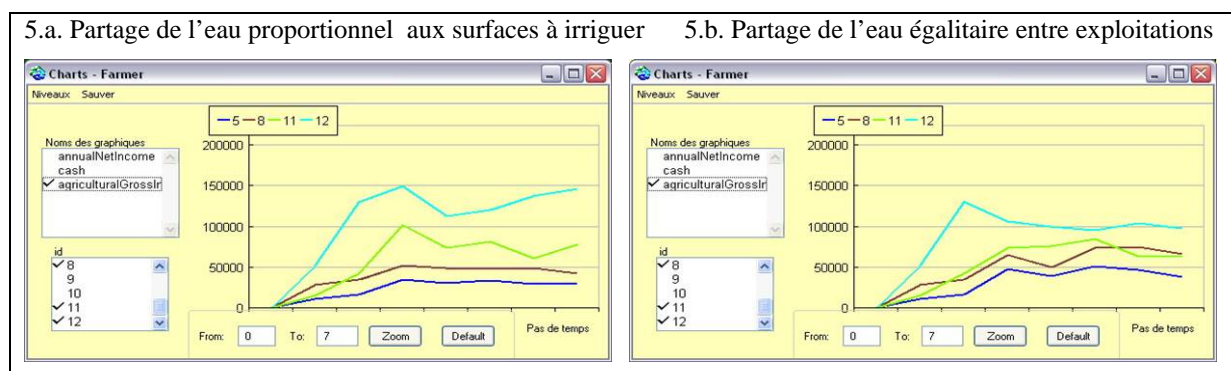 5.a. Partage de l'eau proportionnel aux surfaces à irriguer 5.b. Partage de l'eau égalitaire entre exploitations
Charts - Farmer
Niveaux Sauver
5 8 11 12
Noms des graphiques
annualNetIncome
cash
agriculturalGrossIr
200000
150000
100000
50000
0
id
8
9
10
11
12
From: 0 To: 7 Zoom Default Pas de temps
Charts - Farmer
Niveaux Sauver
5 8 11 12
Noms des graphiques
annualNetIncome
cash
agriculturalGrossIr
200000
150000
100000
50000
0
id
8
9
10
11
12
From: 0 To: 7 Zoom Default Pas de temps